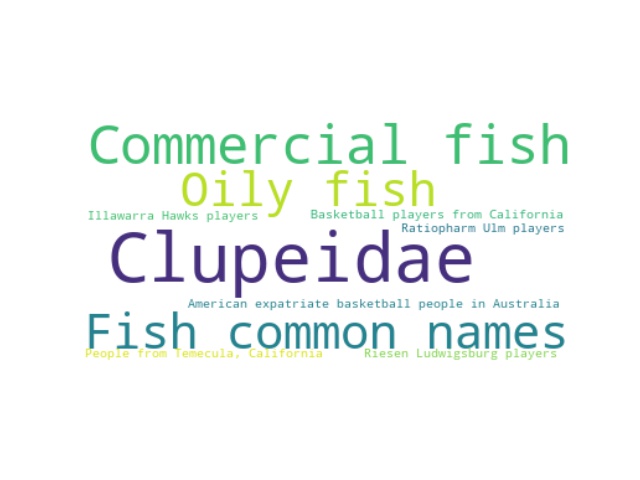 Commercial fish
Oily fish
Illawarra Hawks players
Basketball players from California
Ratiopharm Ulm players
Clupeidae
American expatriate basketball people in Australia
Fish common names
People from Temecula, California
Riesen Ludwigsburg players